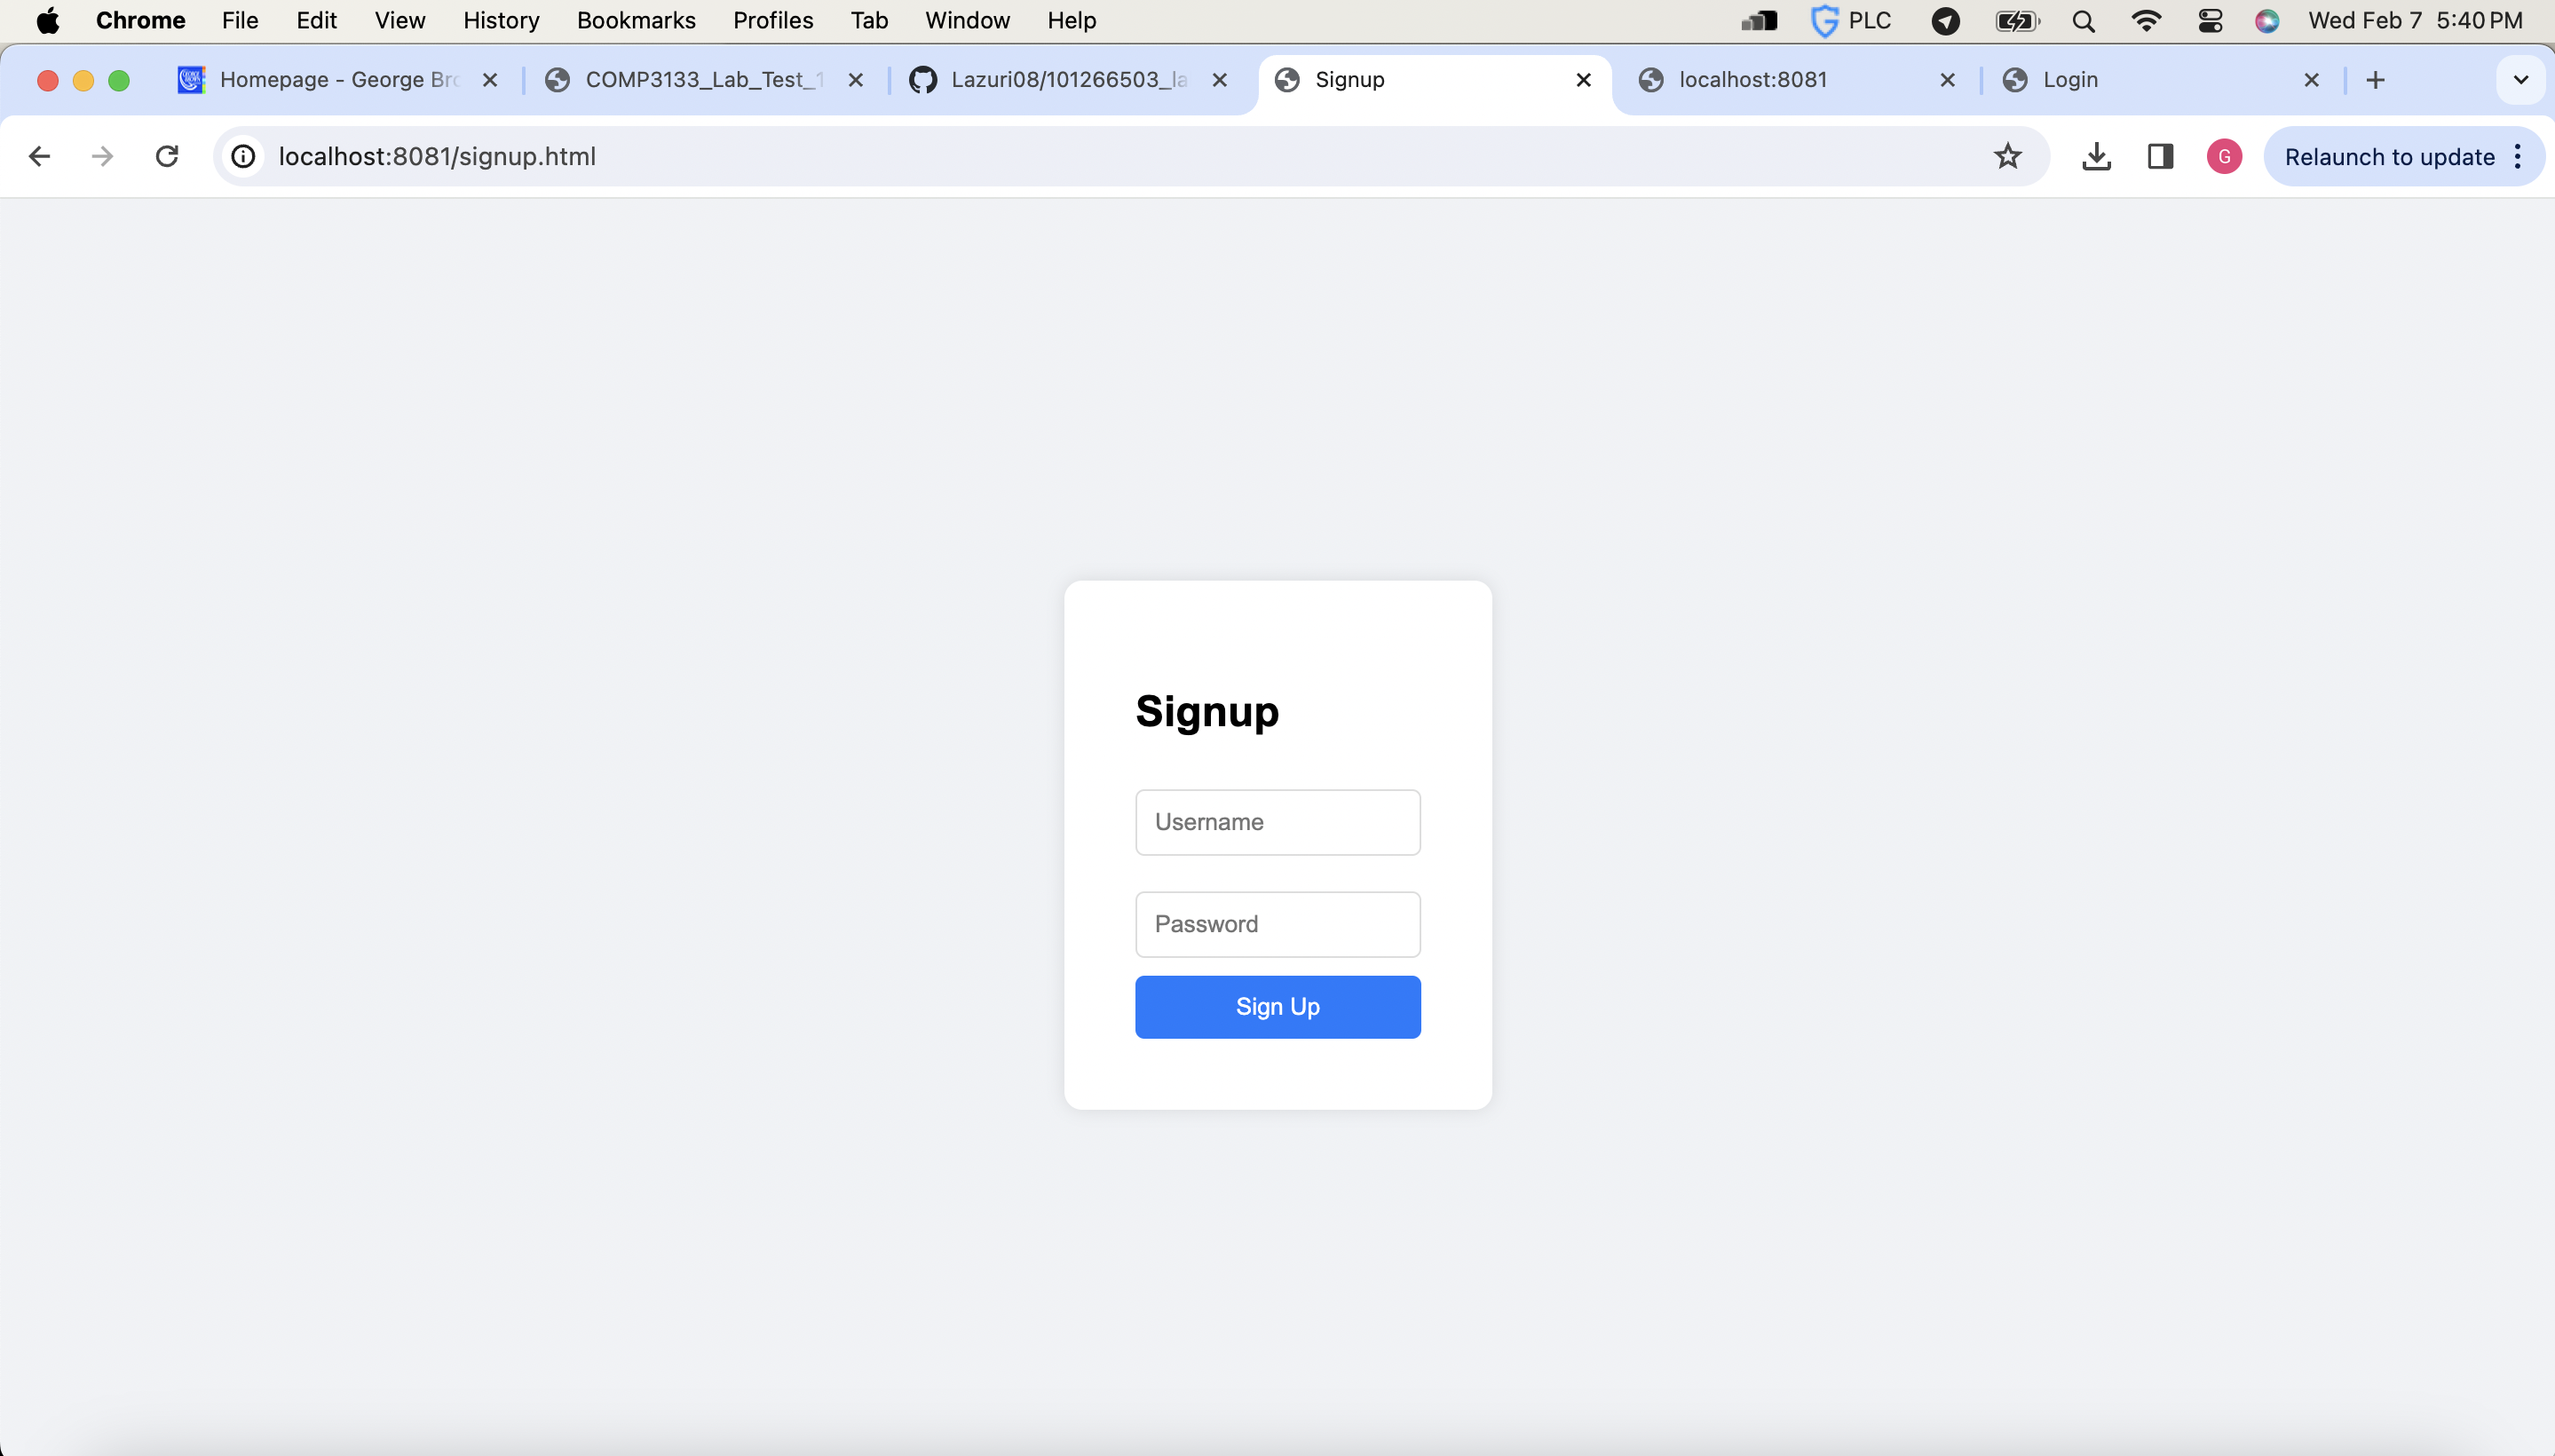 Chrome File Edit View History Bookmarks Profiles Tab Window Help PLC Wed Feb 7 5:40 PM
Homepage - George Bro COMP3133_Lab_Test_1 Lazuri08/101266503_la Signup localhost:8081 Login
localhost:8081/signup.html G Relaunch to update
Signup
Username
Password
Sign Up